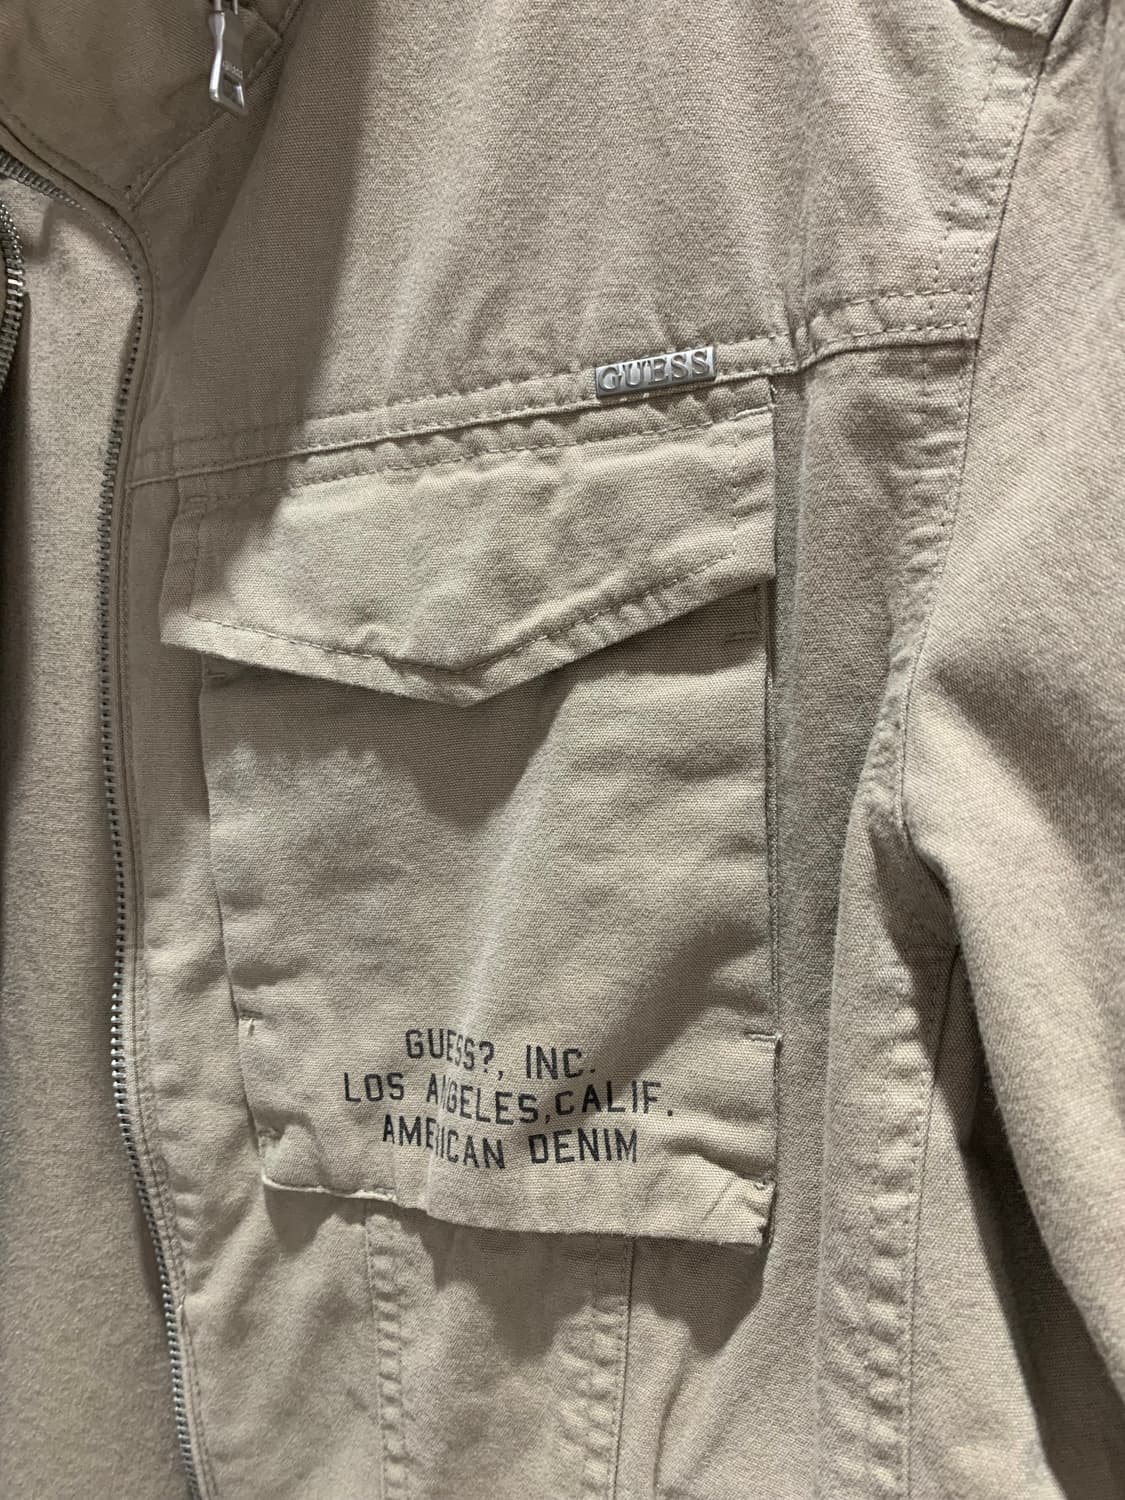 GUESS
GUESS?, INC.
LOS ANGELES,CALIF.
AMERICAN DENIM